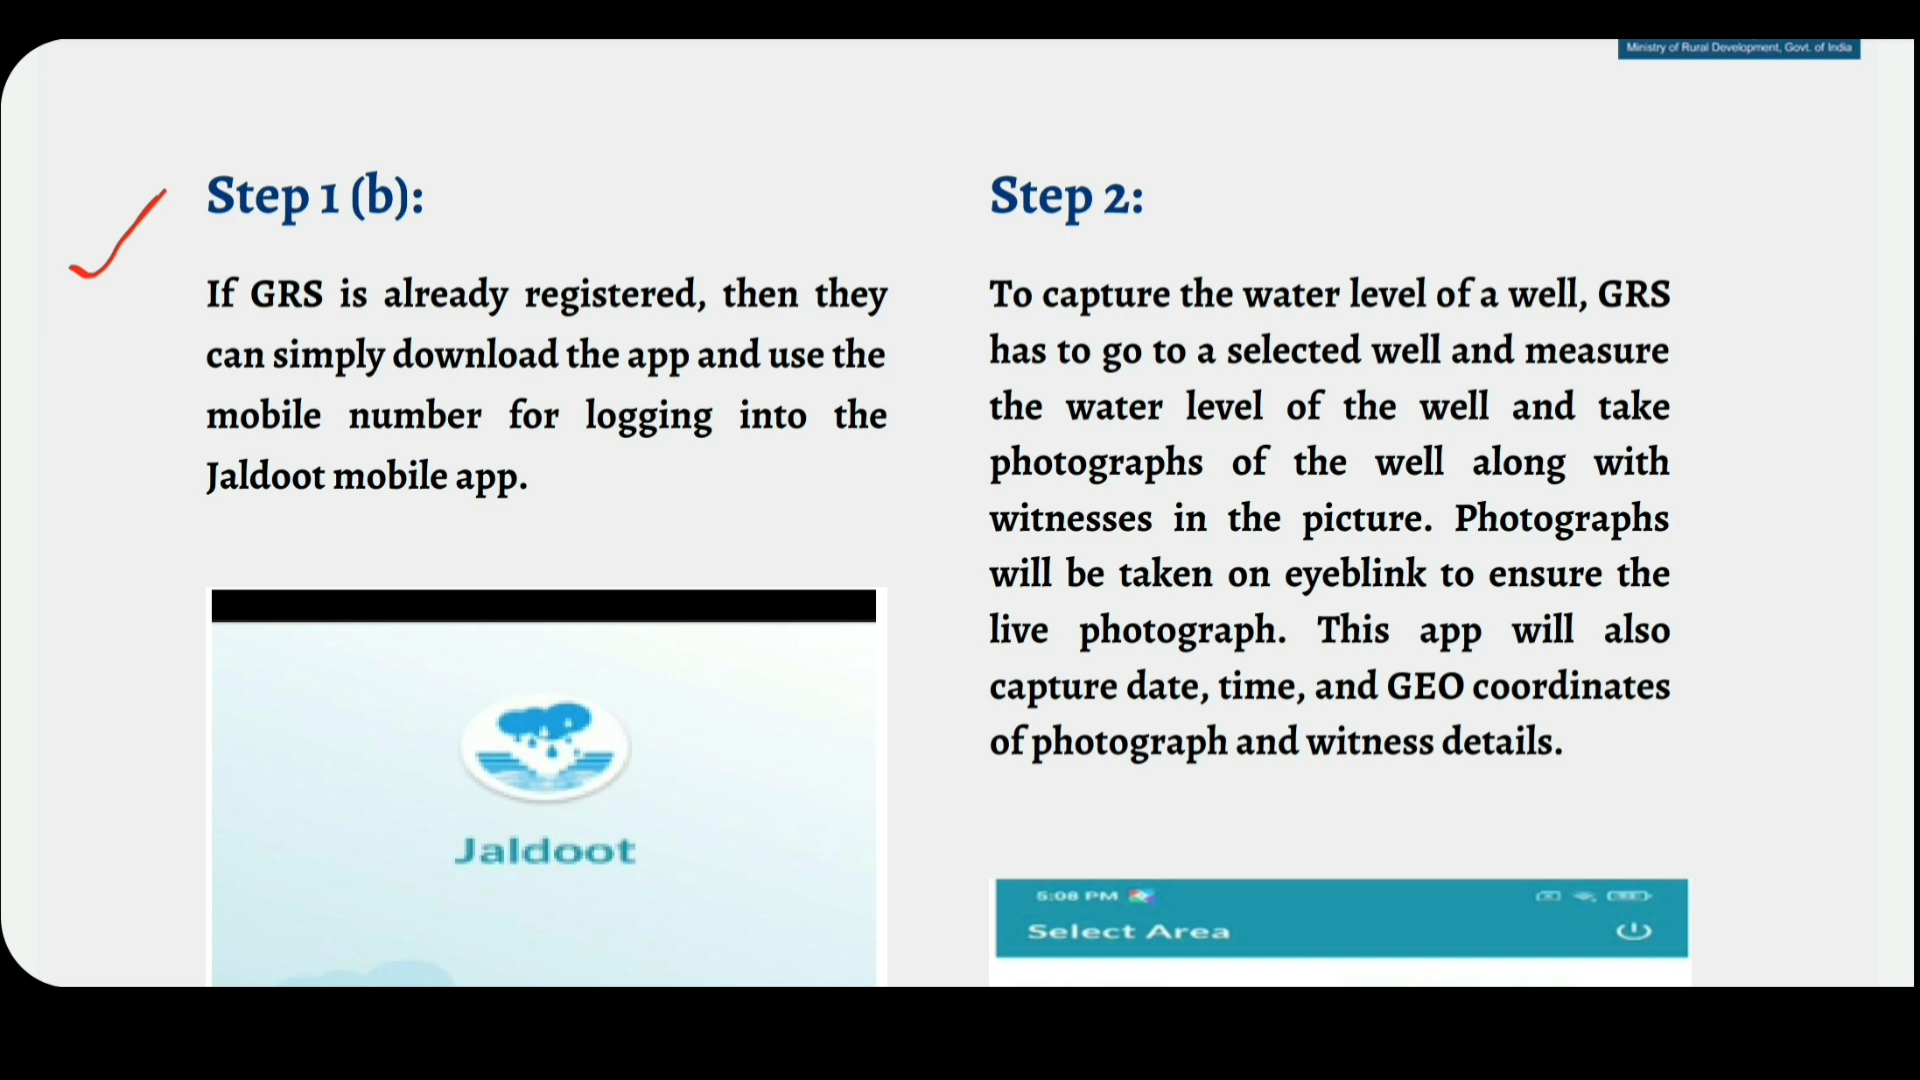 Ministry of Rural Development, Govt. of India
Step 1 (b):
If GRS is already registered, then they
can simply download the app and use the
mobile number for logging into the
Jaldoot mobile app.
Jaldoot
Step 2:
To capture the water level of a well, GRS
has to go to a selected well and measure
the water level of the well and take
photographs of the well along with
witnesses in the picture. Photographs
will be taken on eyeblink to ensure the
live photograph. This app will also
capture date, time, and GEO coordinates
of photograph and witness details.
5:08 PM
Select Area